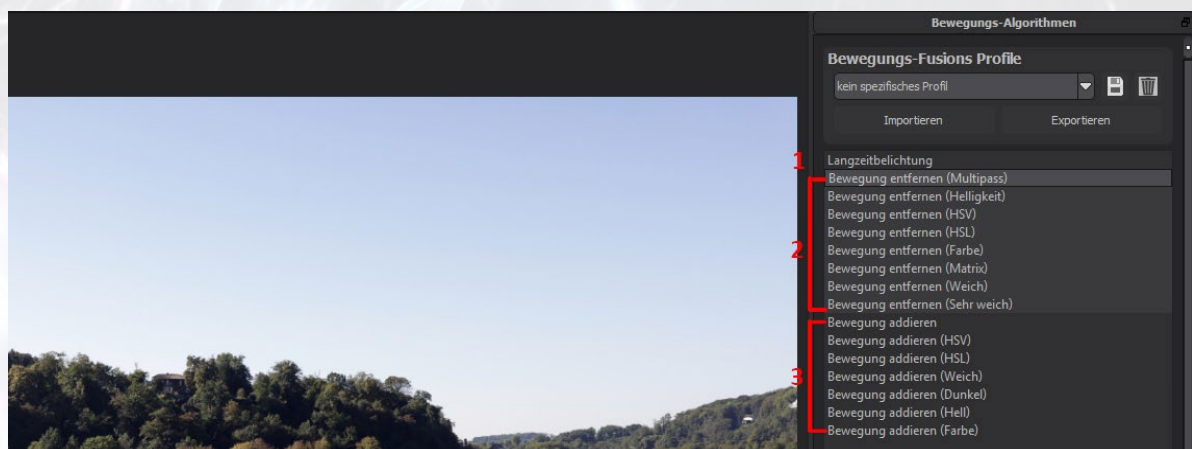 Bewegungs-Algorithmen
Bewegungs-Fusions Profile
kein spezifisches Profil
Importieren Exportieren
1
Langzeitbelichtung
Bewegung entfernen (Multipass)
Bewegung entfernen (Helligkeit)
Bewegung entfernen (HSV)
Bewegung entfernen (HSL)
2
Bewegung entfernen (Farbe)
Bewegung entfernen (Matrix)
Bewegung entfernen (Weich)
Bewegung entfernen (Sehr weich)
Bewegung addieren
Bewegung addieren (HSV)
Bewegung addieren (HSL)
3
Bewegung addieren (Weich)
Bewegung addieren (Dunkel)
Bewegung addieren (Hell)
Bewegung addieren (Farbe)